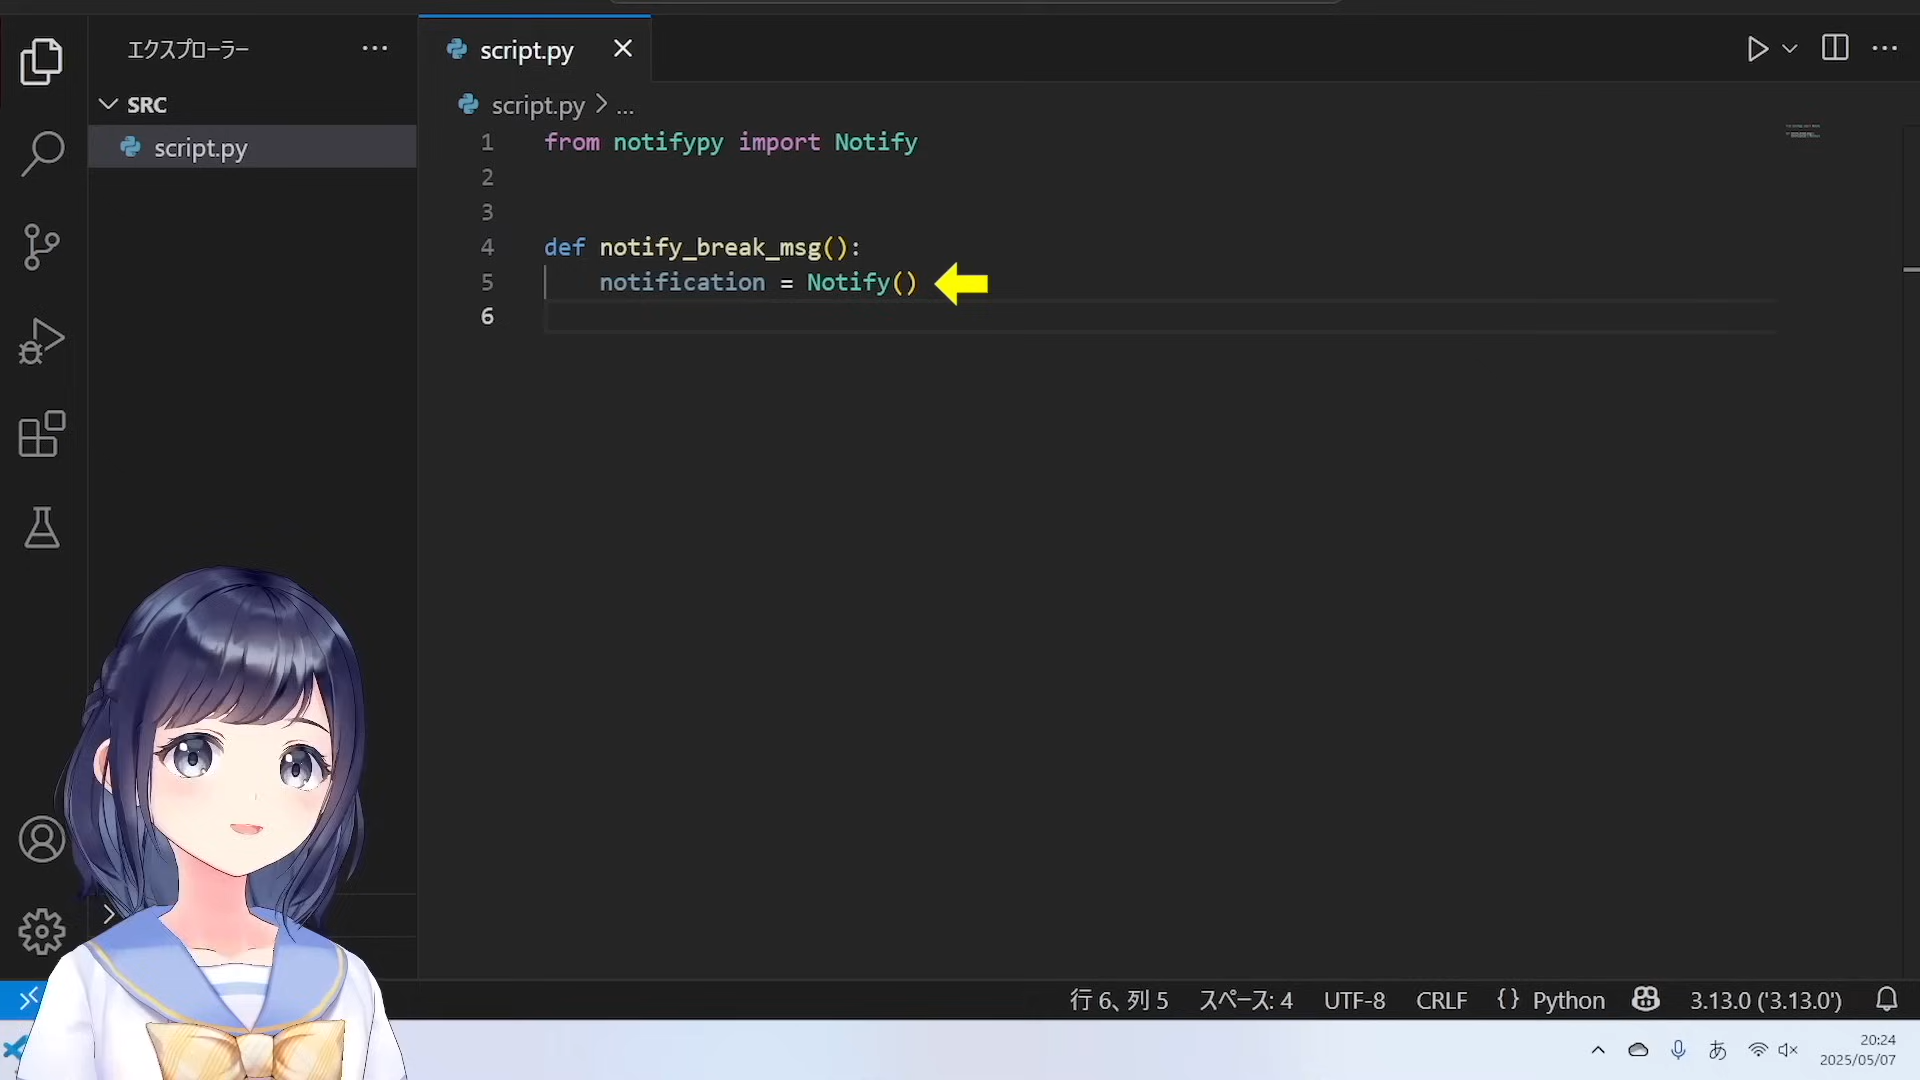 エクスプローラー
SRC
script.py
script.py
script.py > ...
1 from notifypy import Notify
2
3
4 def notify_break_msg():
5     notification = Notify()
6
行 6、列 5 スペース: 4 UTF-8 CRLF {} Python 3.13.0 ('3.13.0')
あ
20:24
2025/05/07